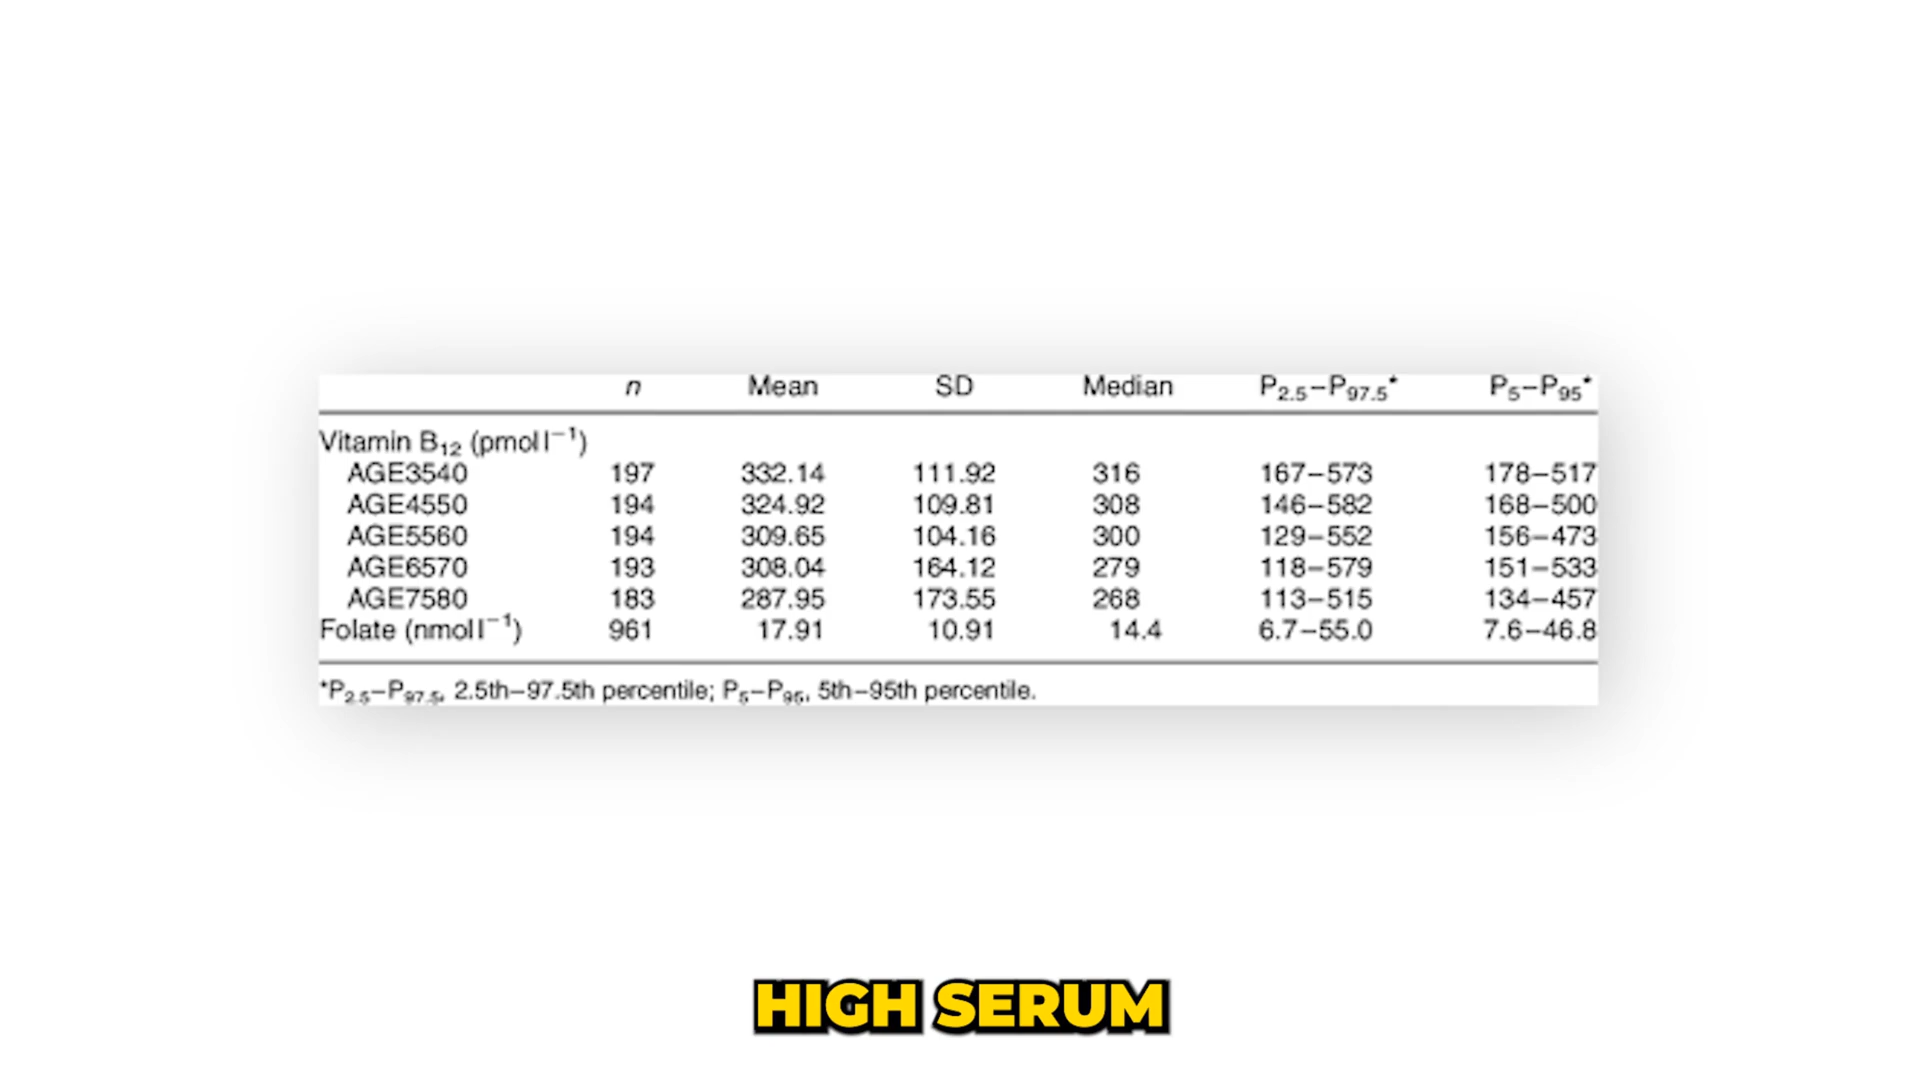 n Mean SD Median P2.5–P97.5* P5–P95*
Vitamin B12 (pmol l−1)
AGE3540 197 332.14 111.92 316 167–573 178–517
AGE4550 194 324.92 109.81 308 146–582 168–500
AGE5560 194 309.65 104.16 300 129–552 156–473
AGE6570 193 308.04 164.12 279 118–579 151–533
AGE7580 183 287.95 173.55 268 113–515 134–457
Folate (nmol l−1) 961 17.91 10.91 14.4 6.7–55.0 7.6–46.8
*P2.5–P97.5, 2.5th–97.5th percentile; P5–P95, 5th–95th percentile.
HIGH SERUM